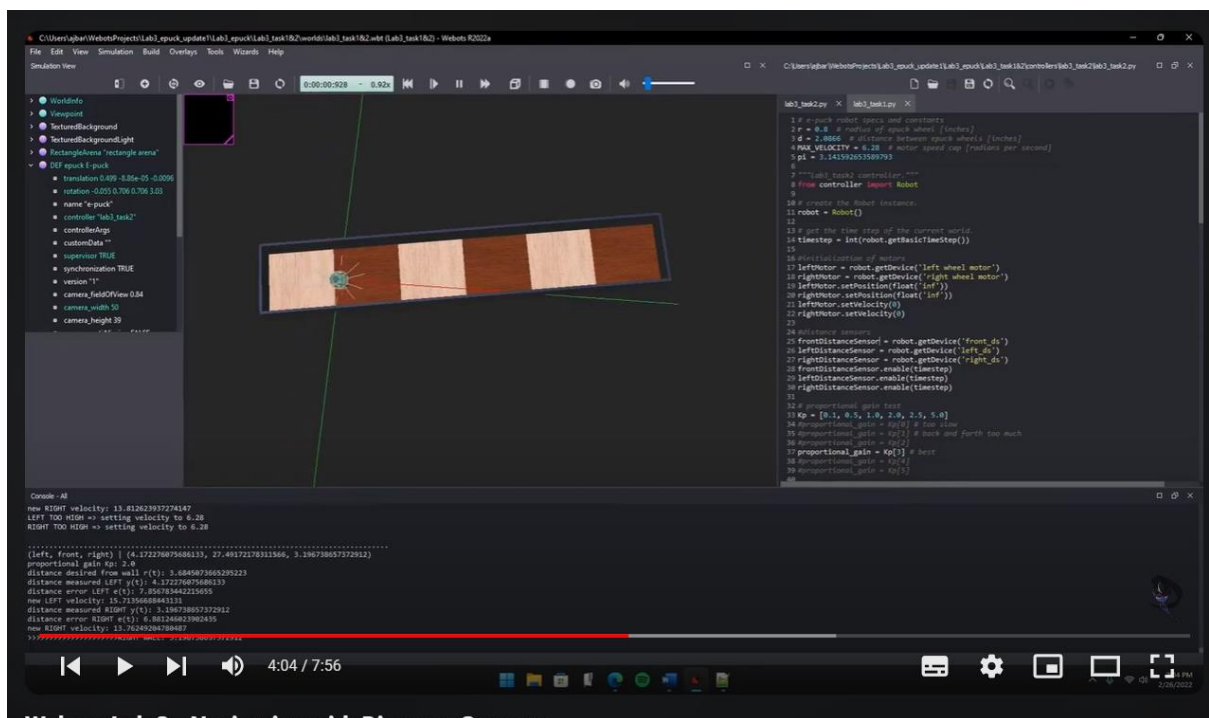 C:\Users\ajbar\WebotsProjects\Lab3_epuck_update1\Lab3_epuck\Lab3_task1&2\worlds\lab3_task1&2.wbt (Lab3_task1&2) - Webots R2022a
File Edit View Simulation Build Overlays Tools Wizards Help
Simulation View
0:00:00:928 - 0.92x
WorldInfo
Viewpoint
TexturedBackground
TexturedBackgroundLight
RectangleArena "rectangle arena"
DEF epuck E-puck
translation 0.499 -8.86e-05 -0.0096
rotation -0.055 0.706 0.706 3.03
name "e-puck"
controller "lab3_task2"
controllerArgs
customData ""
supervisor TRUE
synchronization TRUE
version "1"
camera_fieldOfView 0.84
camera_width 50
camera_height 39
C:\Users\ajbar\WebotsProjects\Lab3_epuck_update1\Lab3_epuck\Lab3_task1&2\controllers\lab3_task2\lab3_task2.py
lab3_task2.py lab3_task1.py
1 # e-puck robot specs and constants
2 r = 0.8 # radius of epuck wheel [inches]
3 d = 2.0866 # distance between epuck wheels [inches]
4 MAX_VELOCITY = 6.28 # motor speed cap [radians per second]
5 pi = 3.141592653589793
6
7 """lab3_task2 controller."""
8 from controller import Robot
9
10 # create the Robot instance.
11 robot = Robot()
12
13 # get the time step of the current world.
14 timestep = int(robot.getBasicTimeStep())
15
16 #initialization of motors
17 leftMotor = robot.getDevice('left wheel motor')
18 rightMotor = robot.getDevice('right wheel motor')
19 leftMotor.setPosition(float('inf'))
20 rightMotor.setPosition(float('inf'))
21 leftMotor.setVelocity(0)
22 rightMotor.setVelocity(0)
23
24 #distance sensors
25 frontDistanceSensor = robot.getDevice('front_ds')
26 leftDistanceSensor = robot.getDevice('left_ds')
27 rightDistanceSensor = robot.getDevice('right_ds')
28 frontDistanceSensor.enable(timestep)
29 leftDistanceSensor.enable(timestep)
30 rightDistanceSensor.enable(timestep)
31
32 # proportional gain test
33 Kp = [0.1, 0.5, 1.0, 2.0, 2.5, 5.0]
34 #proportional_gain = Kp[0] # too slow
35 #proportional_gain = Kp[1] # back and forth too much
36 #proportional_gain = Kp[2]
37 proportional_gain = Kp[3] # best
38 #proportional_gain = Kp[4]
39 #proportional_gain = Kp[5]
Console - All
new RIGHT velocity: 13.812623937274147
LEFT TOO HIGH => setting velocity to 6.28
RIGHT TOO HIGH => setting velocity to 6.28
(left, front, right) | (4.172276075686133, 27.49172178311566, 3.196738657372912)
proportional gain Kp: 2.0
distance desired from wall r(t): 3.6845073665295223
distance measured LEFT y(t): 4.172276075686133
distance error LEFT e(t): 7.856783442215655
new LEFT velocity: 15.71356688443131
distance measured RIGHT y(t): 3.196738657372912
distance error RIGHT e(t): 6.881246023902435
new RIGHT velocity: 13.76249204780487
4:04 / 7:56
2/26/2022